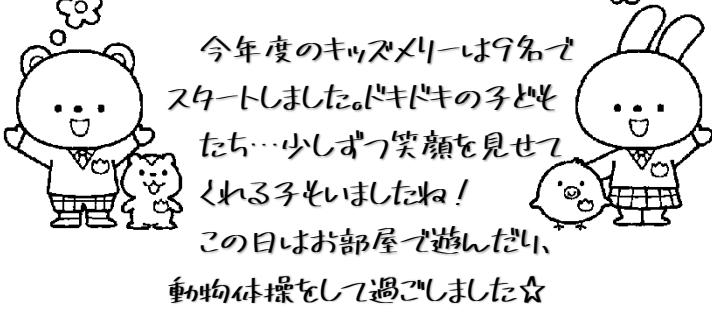 今年度のキッズメリーは9名で
スタートしました。ドキドキの子ども
たち…少しずつ笑顔を見せて
くれる子もいましたね！
この日はお部屋で遊んだり、
動物体操をして過ごしました☆